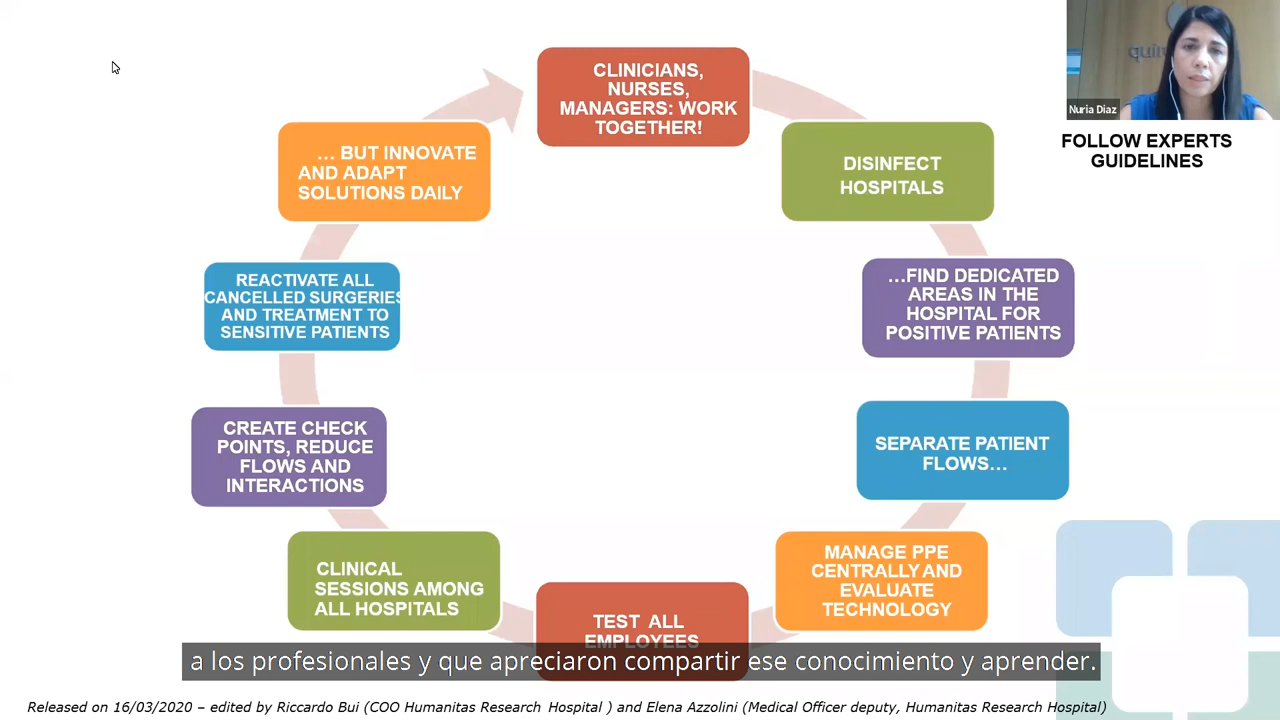 CLINICIANS,
NURSES,
MANAGERS: WORK
TOGETHER!
DISINFECT
HOSPITALS
…FIND DEDICATED
AREAS IN THE
HOSPITAL FOR
POSITIVE PATIENTS
SEPARATE PATIENT
FLOWS…
MANAGE PPE
CENTRALLY AND
EVALUATE
TECHNOLOGY
TEST ALL
EMPLOYEES
CLINICAL
SESSIONS AMONG
ALL HOSPITALS
CREATE CHECK
POINTS, REDUCE
FLOWS AND
INTERACTIONS
REACTIVATE ALL
CANCELLED SURGERIES
AND TREATMENT TO
SENSITIVE PATIENTS
… BUT INNOVATE
AND ADAPT
SOLUTIONS DAILY
Nuria Diaz
FOLLOW EXPERTS
GUIDELINES
a los profesionales y que apreciaron compartir ese conocimiento y aprender.
Released on 16/03/2020 – edited by Riccardo Bui (COO Humanitas Research Hospital ) and Elena Azzolini (Medical Officer deputy, Humanitas Research Hospital)